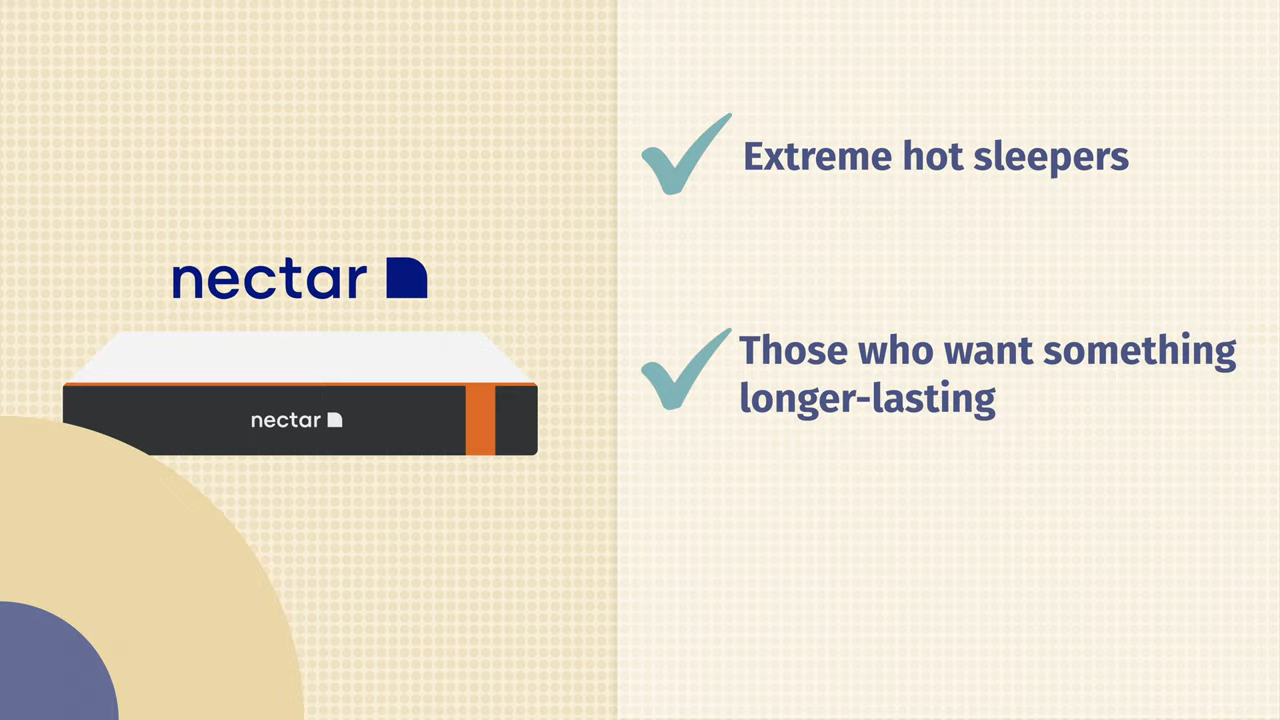 nectar
nectar
Extreme hot sleepers
Those who want something
longer-lasting